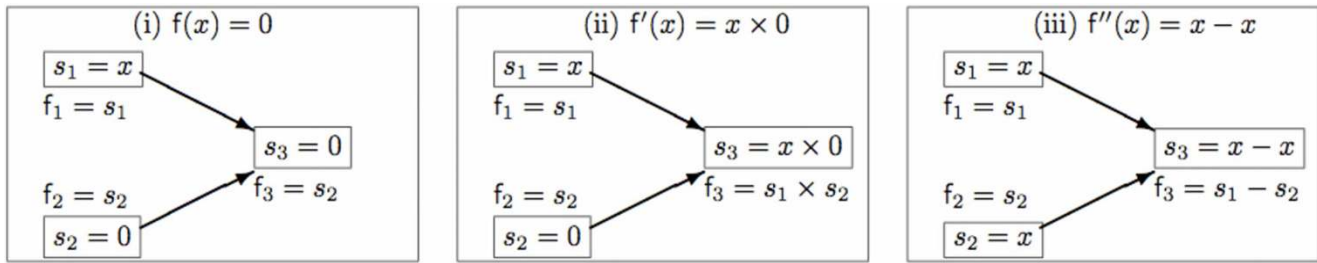 (i) f(x) = 0
s₁ = x
f₁ = s₁
s₃ = 0
f₂ = s₂
f₃ = s₂
s₂ = 0
(ii) f′(x) = x × 0
s₁ = x
f₁ = s₁
s₃ = x × 0
f₂ = s₂
f₃ = s₁ × s₂
s₂ = 0
(iii) f″(x) = x − x
s₁ = x
f₁ = s₁
s₃ = x − x
f₂ = s₂
f₃ = s₁ − s₂
s₂ = x